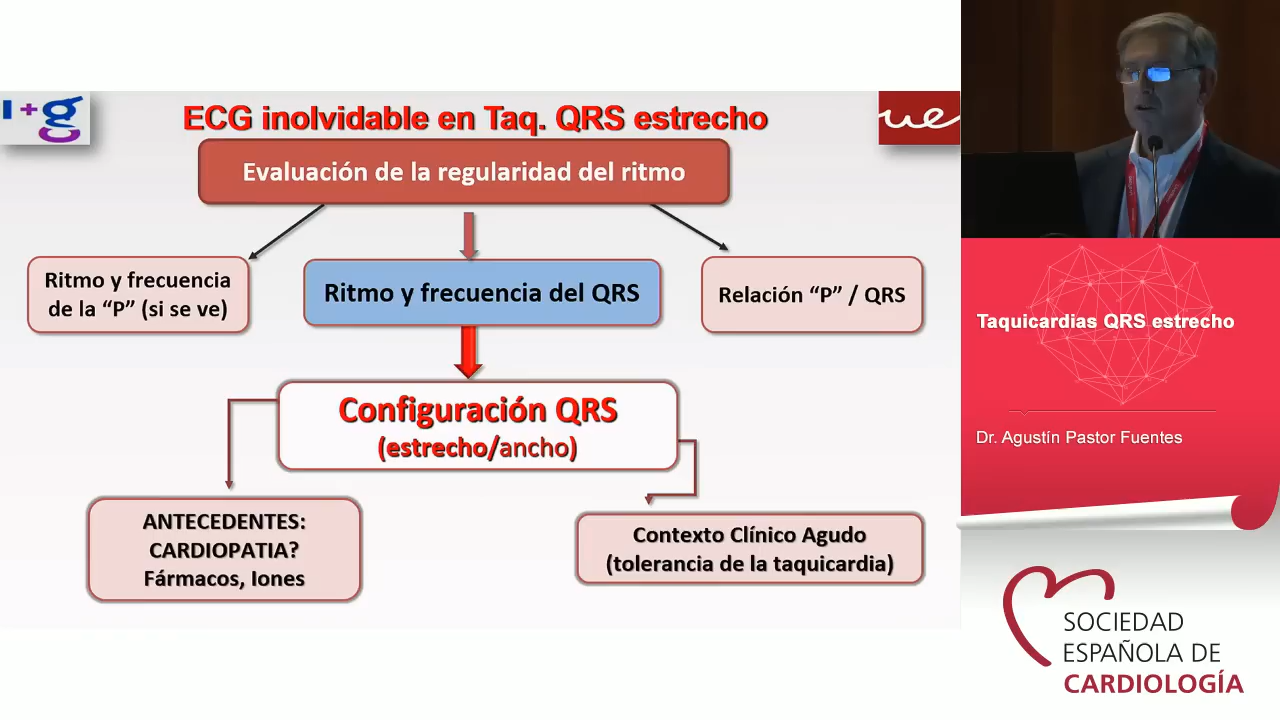 i+g
ECG inolvidable en Taq. QRS estrecho
ue
Evaluación de la regularidad del ritmo
Ritmo y frecuencia
de la “P” (si se ve)
Ritmo y frecuencia del QRS
Relación “P” / QRS
Configuración QRS
(estrecho/ancho)
ANTECEDENTES:
CARDIOPATIA?
Fármacos, Iones
Contexto Clínico Agudo
(tolerancia de la taquicardia)
Taquicardias QRS estrecho
Dr. Agustín Pastor Fuentes
SOCIEDAD
ESPAÑOLA DE
CARDIOLOGÍA